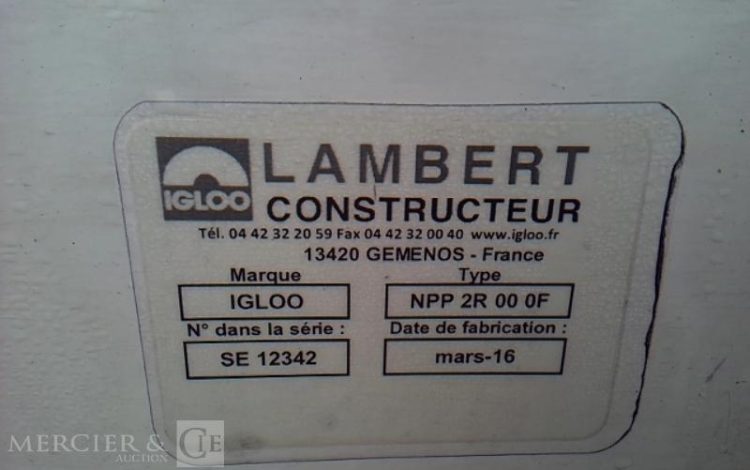 IGLOO
LAMBERT
CONSTRUCTEUR
Tél. 04 42 32 20 59 Fax 04 42 32 00 40 www.igloo.fr
13420 GEMENOS - France
Marque Type
IGLOO NPP 2R 00 0F
N° dans la série : Date de fabrication :
SE 12342 mars-16
MERCIER & CIE
AUCTION